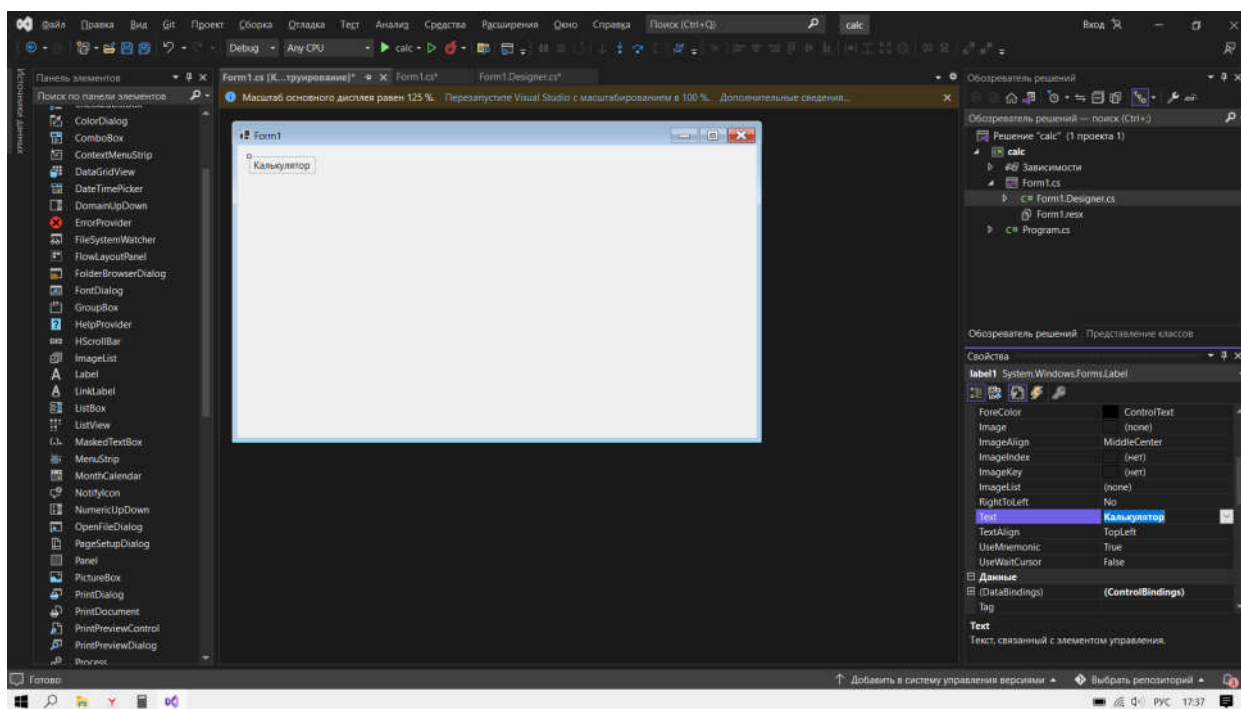 Файл Правка Вид Git Проект Сборка Отладка Тест Анализ Средства Расширения Окно Справка Поиск (Ctrl+Q) calc Вход
Debug Any CPU calc
Источники данных
Панель элементов
Поиск по панели элементов
ColorDialog
ComboBox
ContextMenuStrip
DataGridView
DateTimePicker
DomainUpDown
ErrorProvider
FileSystemWatcher
FlowLayoutPanel
FolderBrowserDialog
FontDialog
GroupBox
HelpProvider
HScrollBar
ImageList
Label
LinkLabel
ListBox
ListView
MaskedTextBox
MenuStrip
MonthCalendar
NotifyIcon
NumericUpDown
OpenFileDialog
PageSetupDialog
Panel
PictureBox
PrintDialog
PrintDocument
PrintPreviewControl
PrintPreviewDialog
Process
Form1.cs [К...труирование]* Form1.cs* Form1.Designer.cs*
Масштаб основного дисплея равен 125 %. Перезапустите Visual Studio с масштабированием в 100 %. Дополнительные сведения...
Form1
Калькулятор
Обозреватель решений
Обозреватель решений — поиск (Ctrl+;)
Решение "calc" (1 проекта 1)
calc
Зависимости
Form1.cs
C# Form1.Designer.cs
Form1.resx
C# Program.cs
Обозреватель решений Представление классов
Свойства
label1 System.Windows.Forms.Label
ForeColor ControlText
Image (none)
ImageAlign MiddleCenter
ImageIndex (нет)
ImageKey (нет)
ImageList (none)
RightToLeft No
Text Калькулятор
TextAlign TopLeft
UseMnemonic True
UseWaitCursor False
Данные
(DataBindings) (ControlBindings)
Tag
Text
Текст, связанный с элементом управления.
Готово Добавить в систему управления версиями Выбрать репозиторий
РУС 17:37